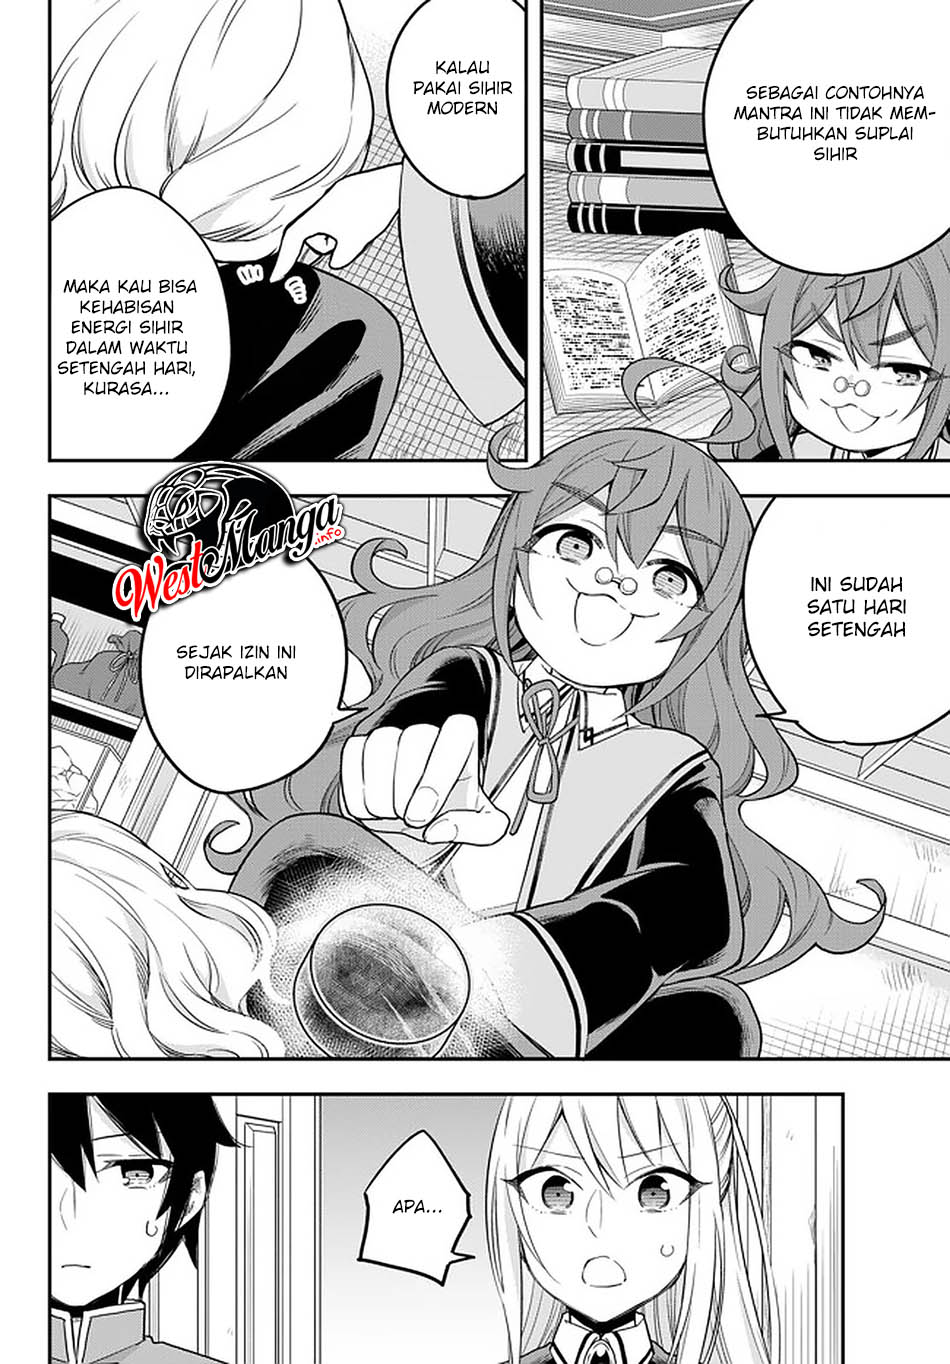 SEBAGAI CONTOHNYA
MANTRA INI TIDAK MEM-
BUTUHKAN SUPLAI
SIHIR
KALAU
PAKAI SIHIR
MODERN
MAKA KAU BISA
KEHABISAN
ENERGI SIHIR
DALAM WAKTU
SETENGAH HARI,
KURASA...
INI SUDAH
SATU HARI
SETENGAH
SEJAK IZIN INI
DIRAPALKAN
WestManga
.info
APA...